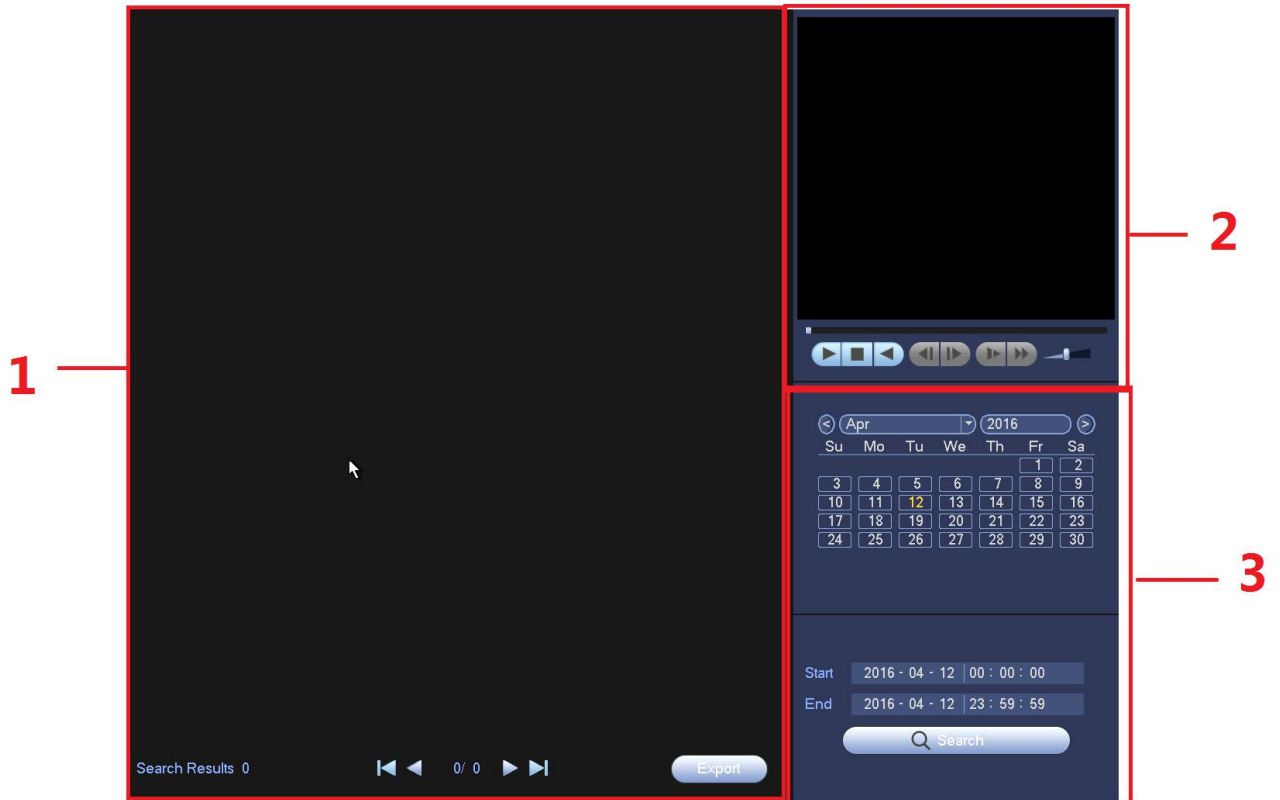 1
2
3
< Apr 2016 >
Su Mo Tu We Th Fr Sa
1 2
3 4 5 6 7 8 9
10 11 12 13 14 15 16
17 18 19 20 21 22 23
24 25 26 27 28 29 30
Start 2016 - 04 - 12 00 : 00 : 00
End 2016 - 04 - 12 23 : 59 : 59
Search
Search Results 0 0/ 0 Export